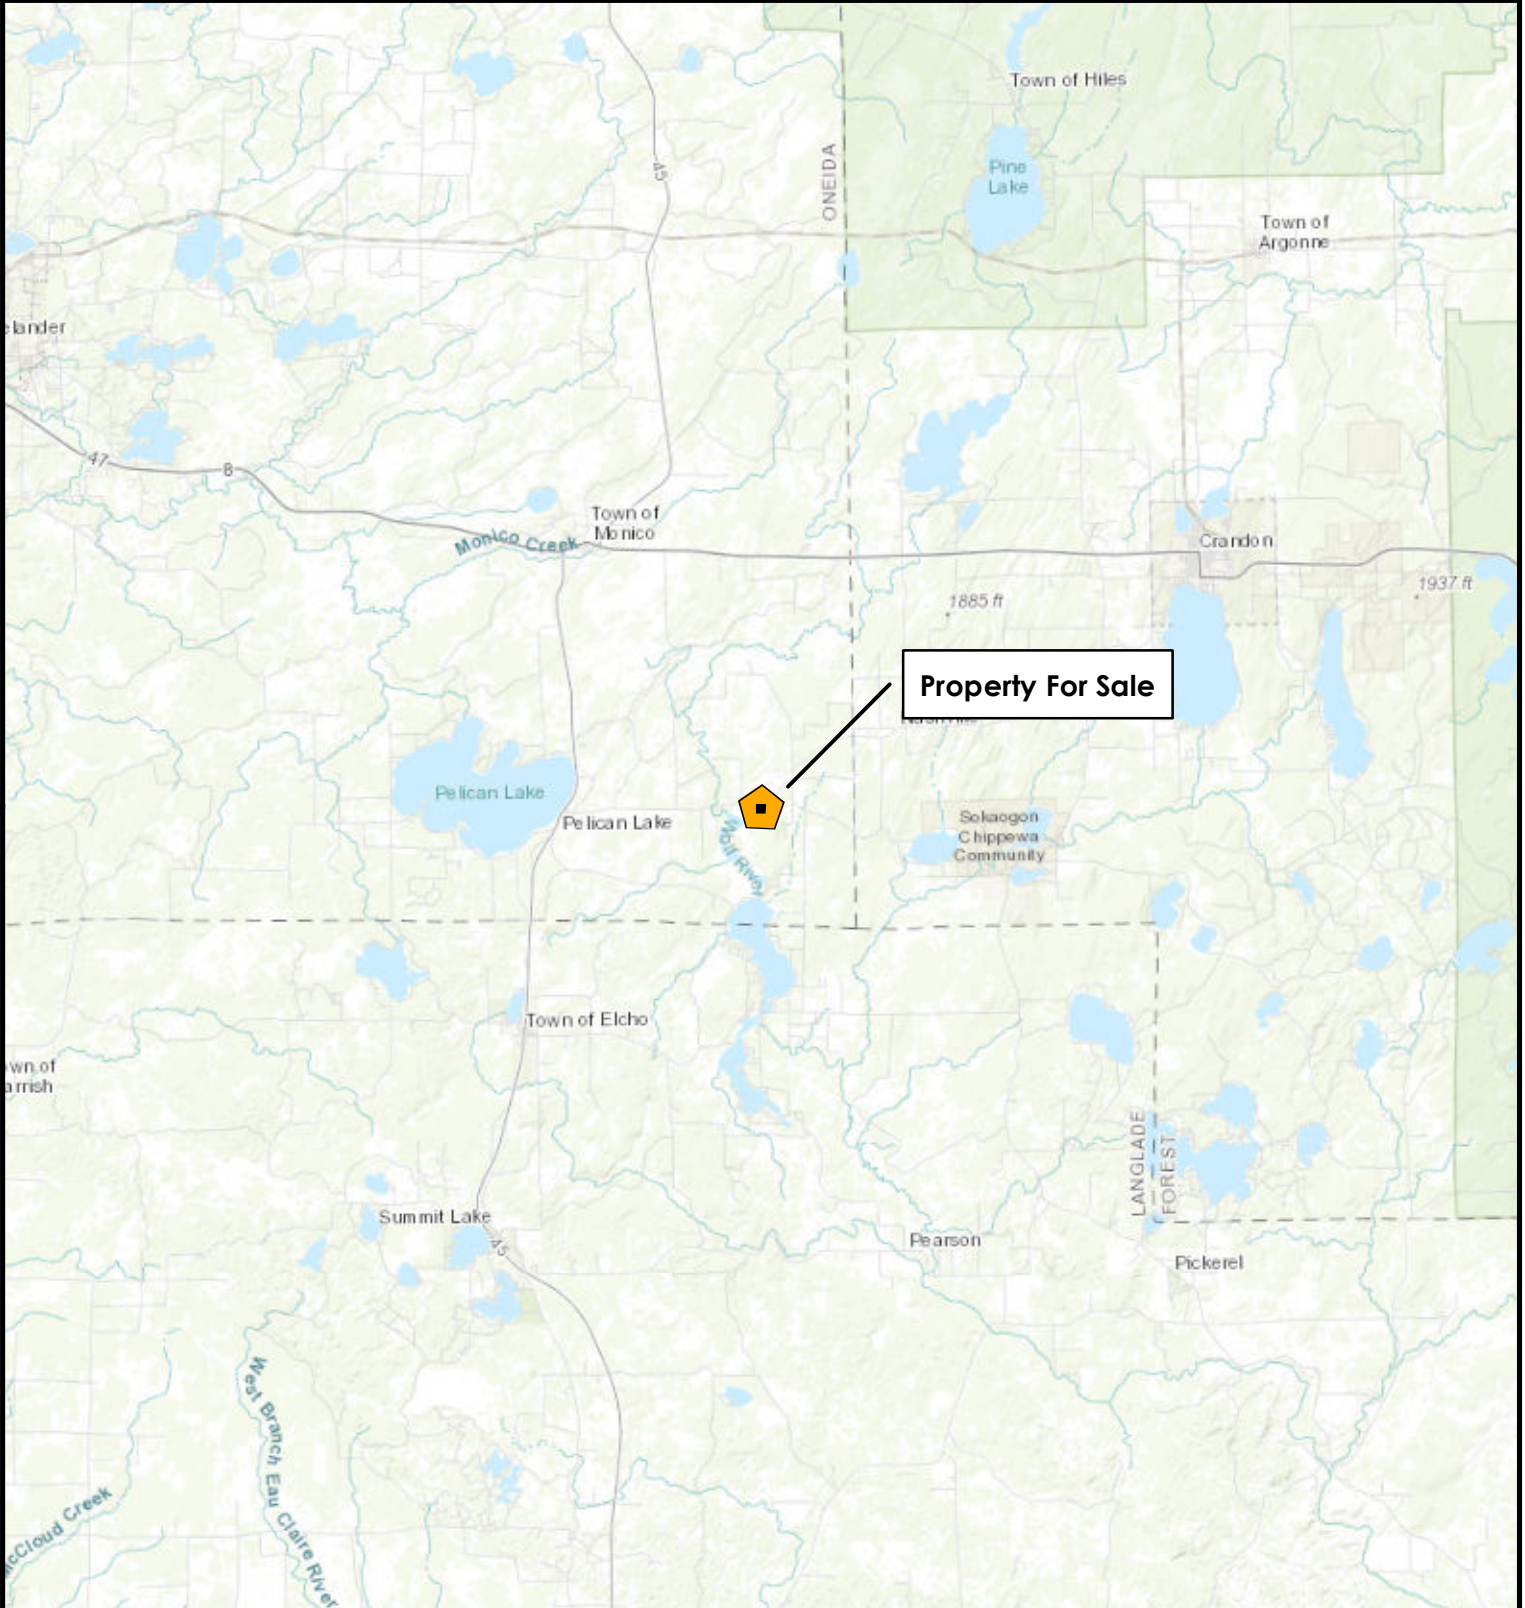 Town of Hiles
Pine
Lake
45
ONEIDA
Town of
Argonne
elander
47
8
Town of
Monico
Monico Creek
Crandon
1937 ft
1885 ft
Property For Sale
Pelican Lake
Pelican Lake
Wolf River
Sokaogon
Chippewa
Community
Town of Elcho
own of
arrish
LANGLADE
FOREST
Summit Lake
45
Pearson
Pickerel
West Branch Eau Claire River
McCloud Creek